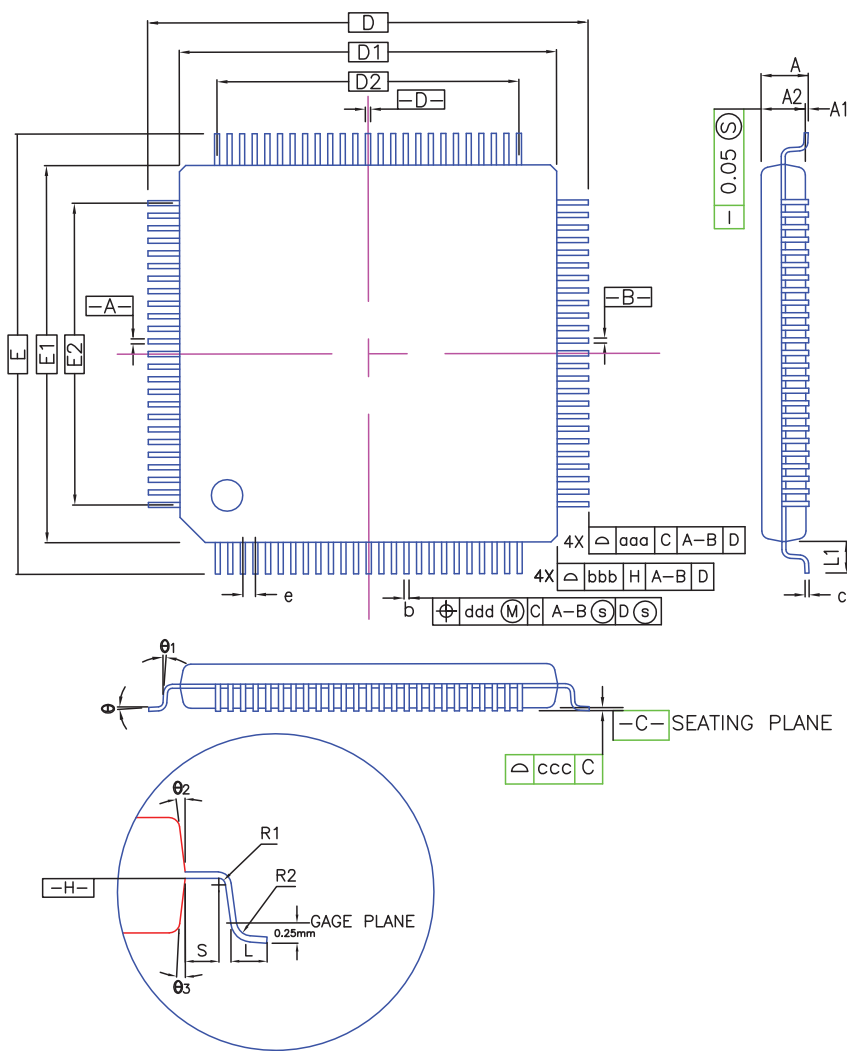 D
D1
D2
-D-
A
A2
A1
0.05 Ⓢ
-A-
-B-
E
E1
E2
4X ⌓ aaa C A-B D
4X ⌓ bbb H A-B D
e
b
⌖ ddd Ⓜ C A-B Ⓢ D Ⓢ
L1
c
θ1
θ
-C- SEATING PLANE
⌓ ccc C
θ2
R1
R2
-H-
GAGE PLANE
0.25mm
S
L
θ3